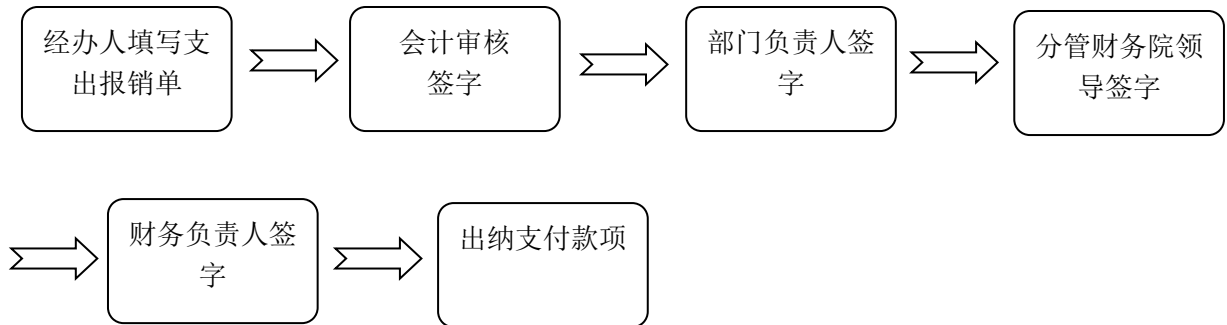 经办人填写支
出报销单
会计审核
签字
部门负责人签
字
分管财务院领
导签字
财务负责人签
字
出纳支付款项